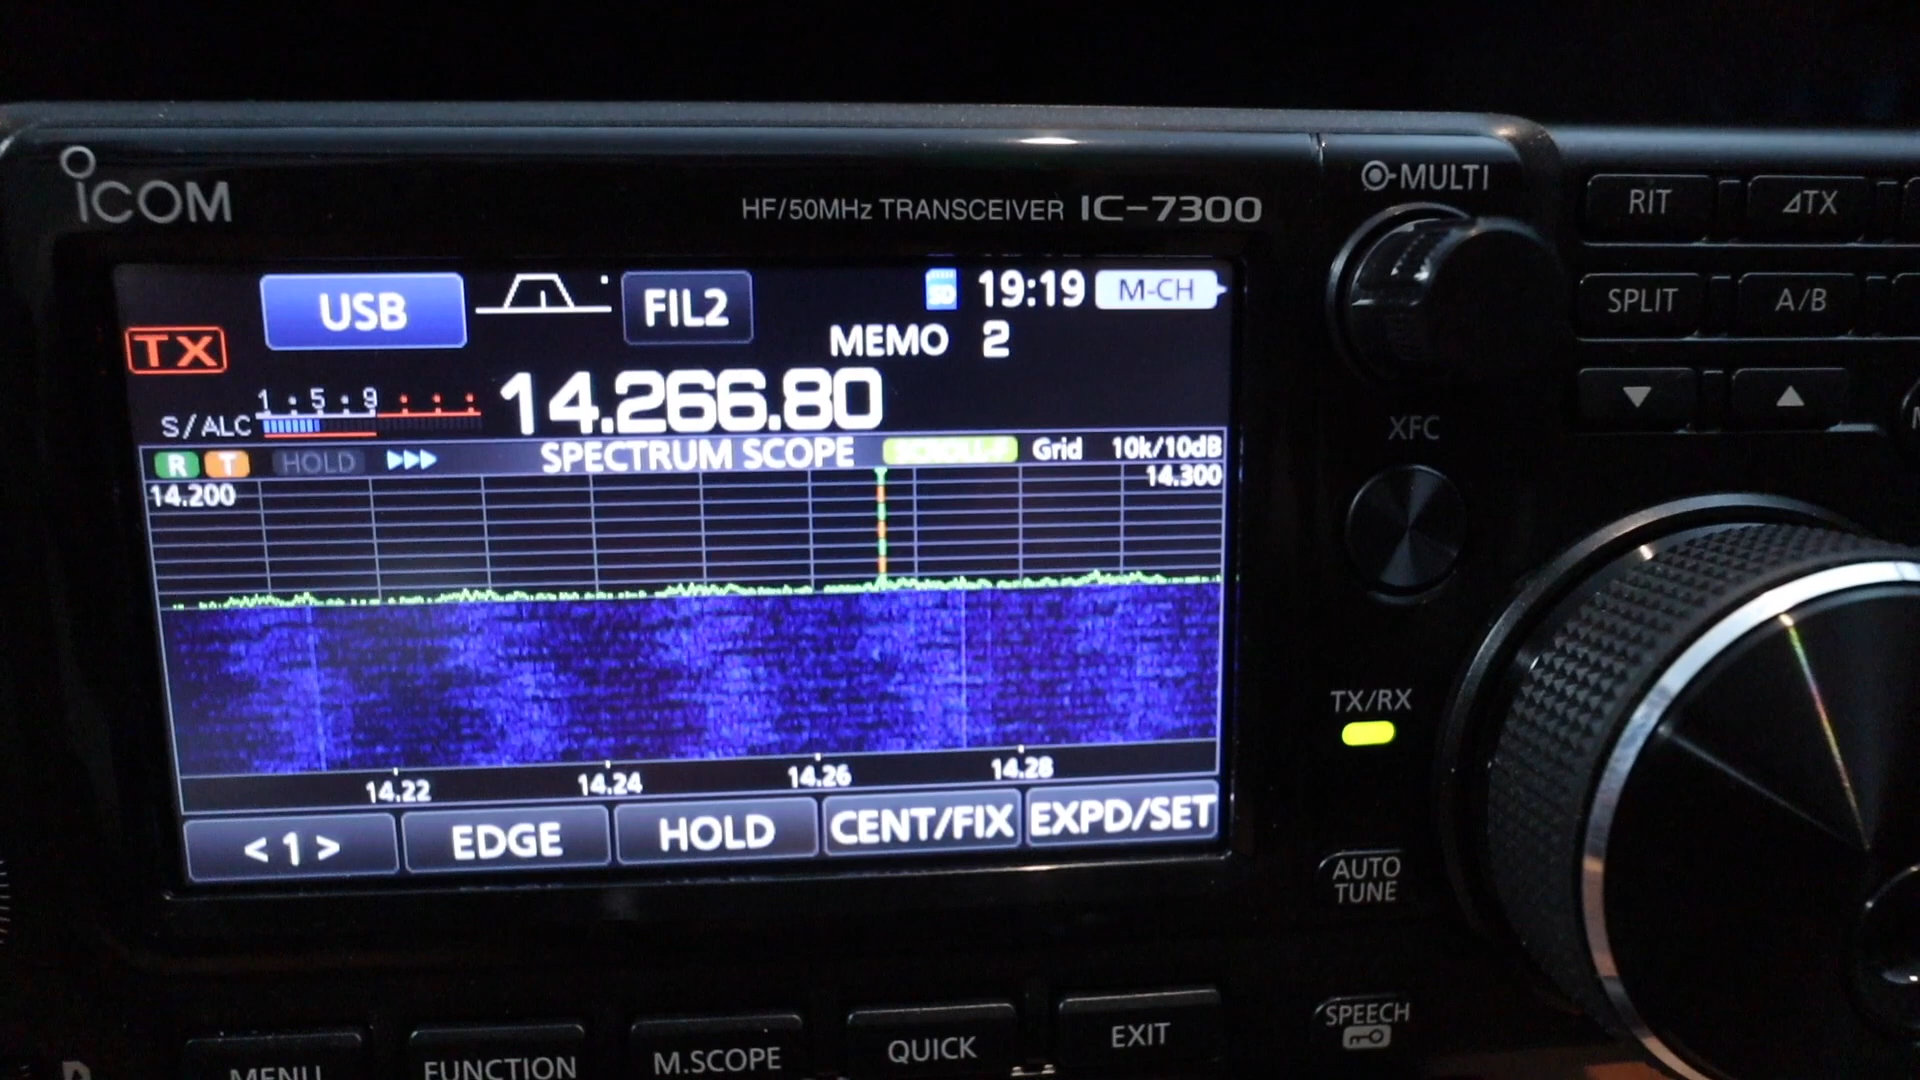 ICOM
HF/50MHz TRANSCEIVER IC-7300
MULTI
RIT
⊿TX
SPLIT
A/B
▼
▲
XFC
TX/RX
AUTO
TUNE
SPEECH
USB
FIL2
SD
19:19
M-CH
TX
MEMO 2
1 • 5 • 9
S/ALC
14.266.80
R T HOLD SPECTRUM SCOPE SCROLL-F Grid 10k/10dB
14.200
14.300
14.22 14.24 14.26 14.28
< 1 > EDGE HOLD CENT/FIX EXPD/SET
MENU FUNCTION M.SCOPE QUICK EXIT